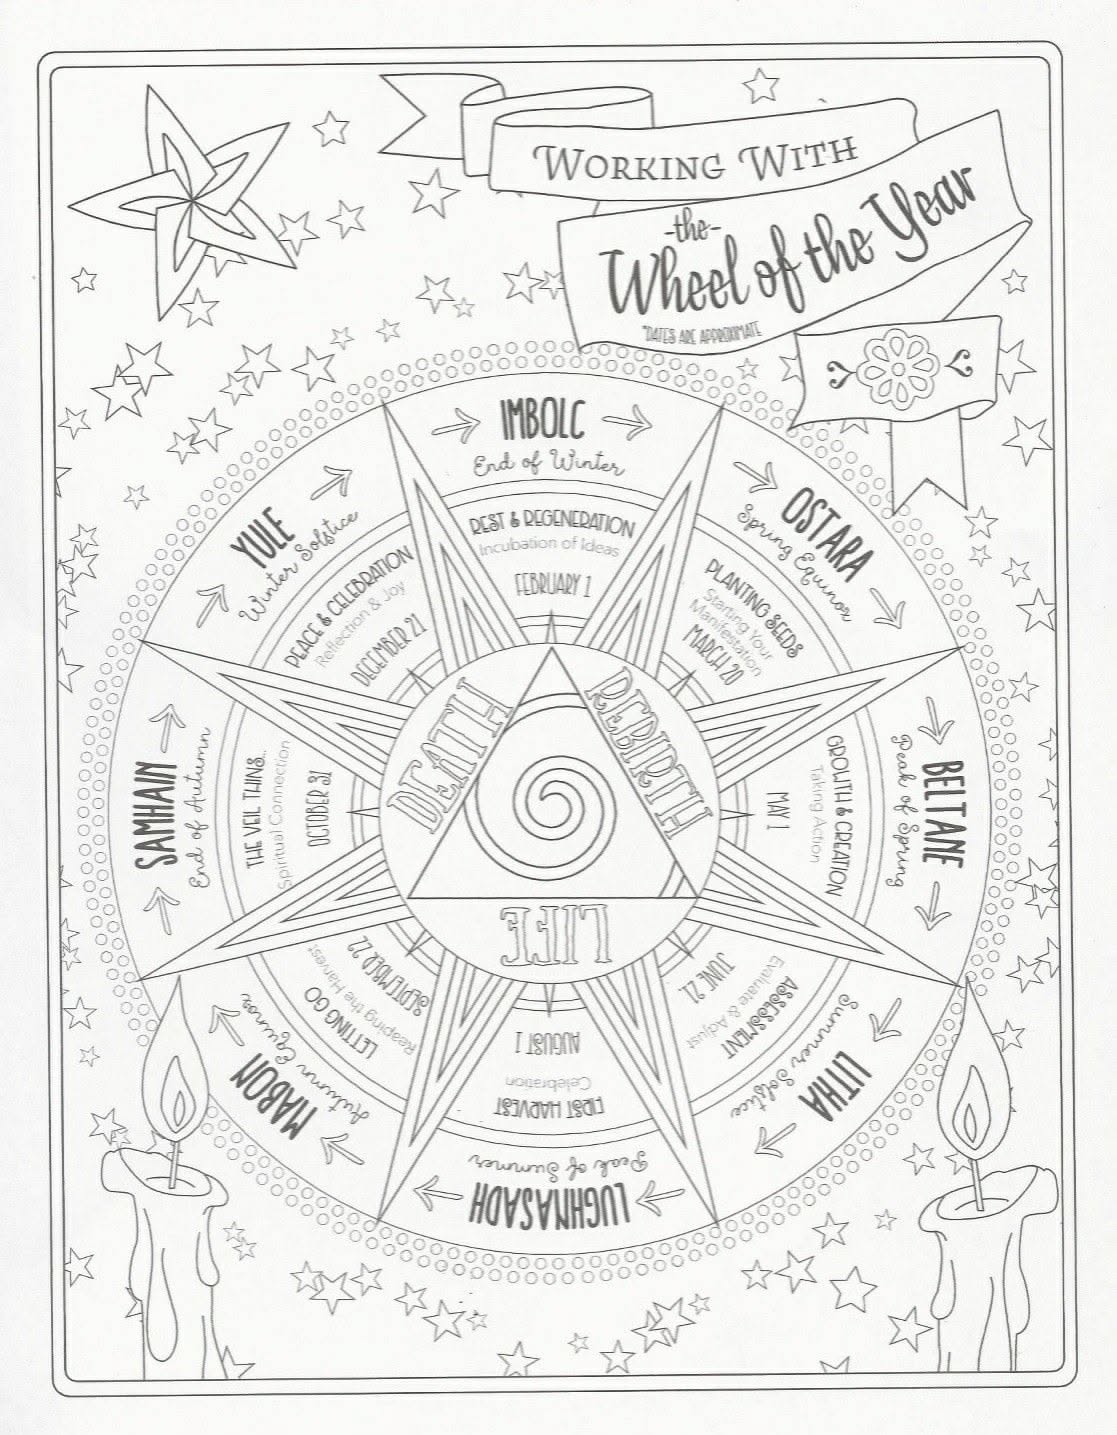 WORKING WITH
-the-
Wheel of the Year
*DATES ARE APPROXIMATE
IMBOLC
End of Winter
REST & REGENERATION
Incubation of Ideas
FEBRUARY 1
OSTARA
Spring Equinox
PLANTING SEEDS
Starting Your
Manifestation
MARCH 20
BELTANE
Peak of Spring
GROWTH & CREATION
Taking Action
MAY 1
LITHA
Summer Solstice
ASSESSMENT
Evaluate & Adjust
JUNE 21
LUGHNASADH
Peak of Summer
FIRST HARVEST
Celebration
AUGUST 1
MABON
Autumn Equinox
LETTING GO
Reaping the Harvest
SEPTEMBER 22
SAMHAIN
End of Autumn
THE VEIL THINS...
Spiritual Connection
OCTOBER 31
YULE
Winter Solstice
PEACE & CELEBRATION
Reflection & Joy
DECEMBER 21
DEATH
REBIRTH
LIFE